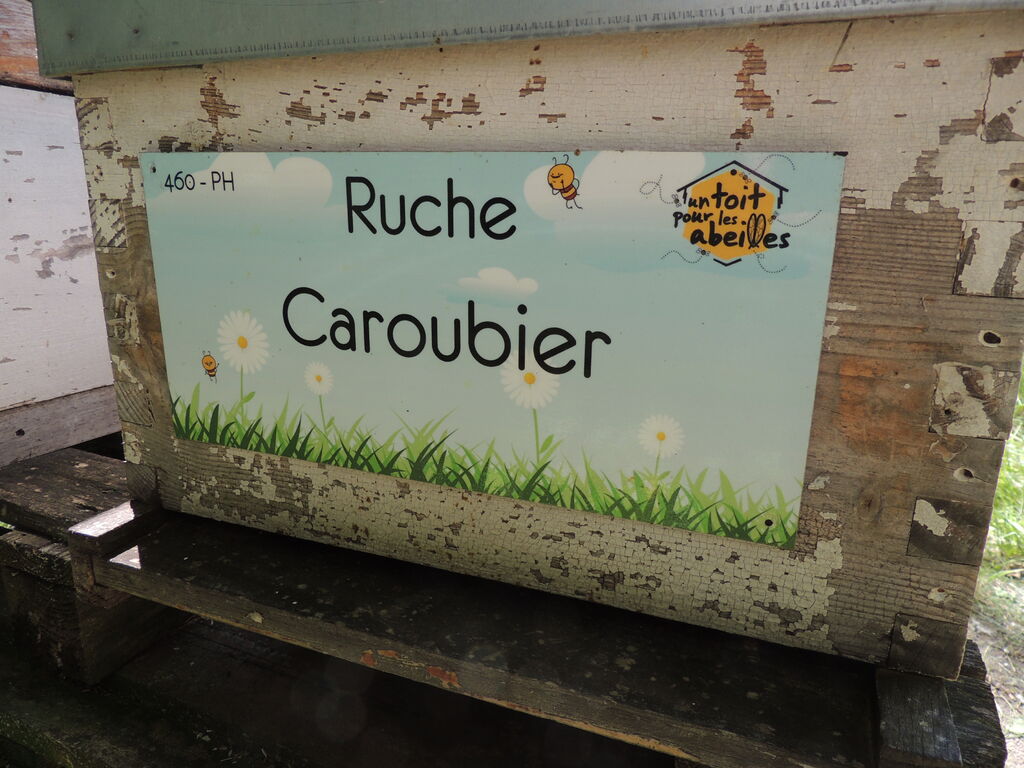 460 - PH
Ruche
Caroubier
un toit
pour les
abeilles